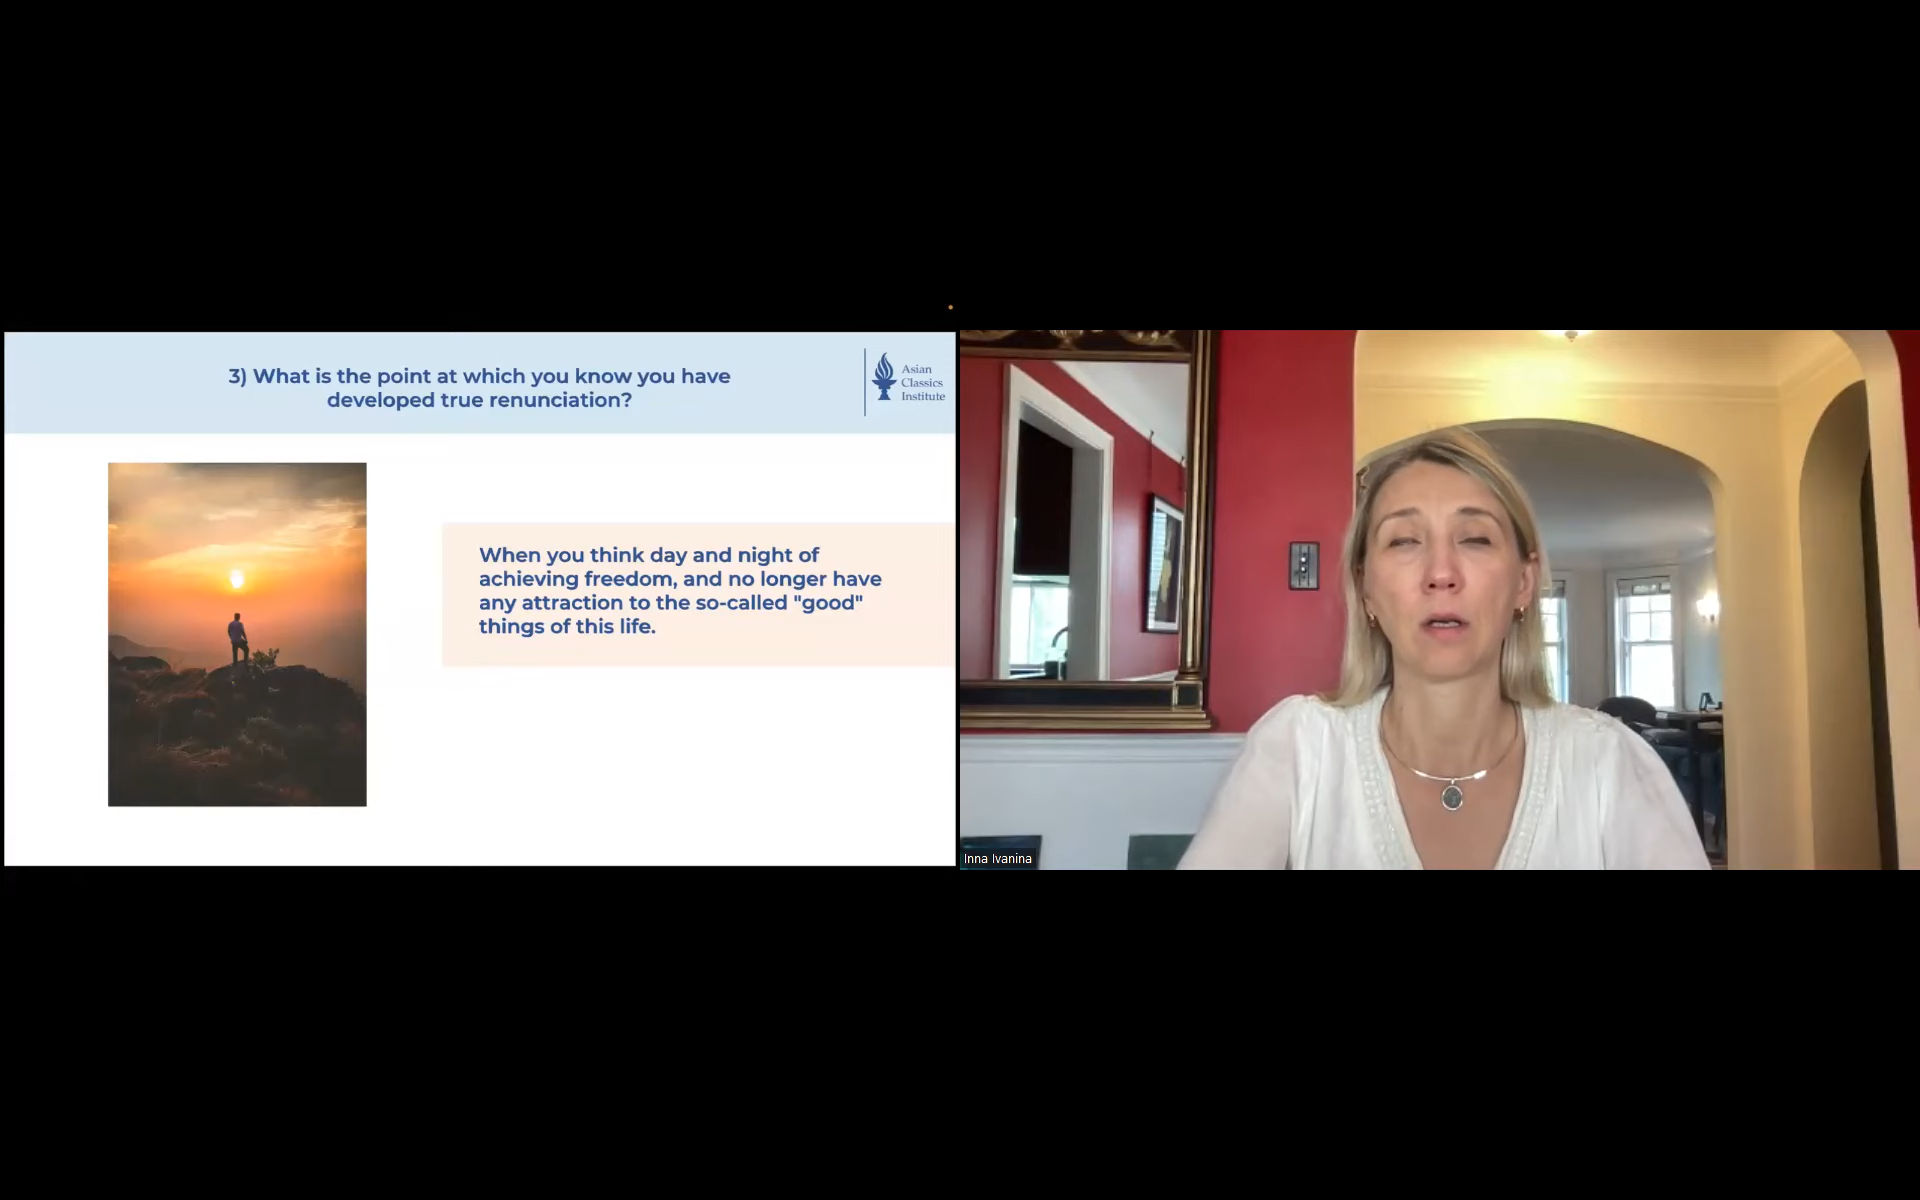 3) What is the point at which you know you have
developed true renunciation?
Asian
Classics
Institute
When you think day and night of
achieving freedom, and no longer have
any attraction to the so-called "good"
things of this life.
Inna Ivanina